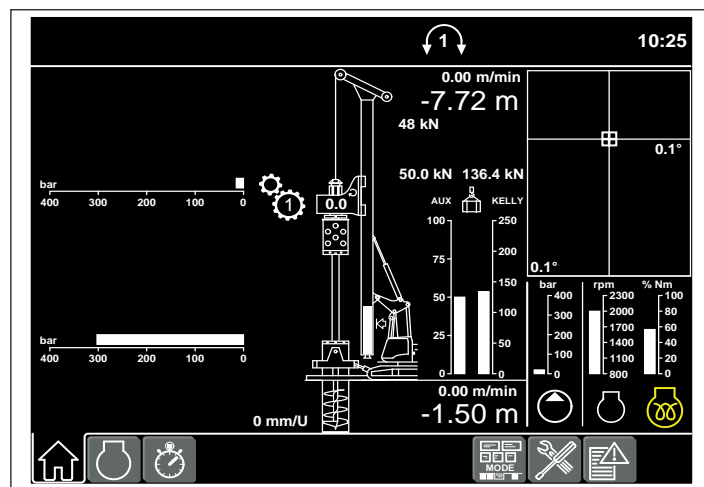 1 10:25
0.00 m/min
-7.72 m
48 kN
0.1°
bar
400 300 200 100 0
1
0.0
50.0 kN 136.4 kN
AUX KELLY
100 250
200
75
150
50
100
25
50
0 0
0.1°
bar rpm % Nm
400 2300 100
300 2000 80
200 1700 60
1400 40
100 1100 20
0 800 0
bar
400 300 200 100 0
0.00 m/min
0 mm/U -1.50 m
MODE